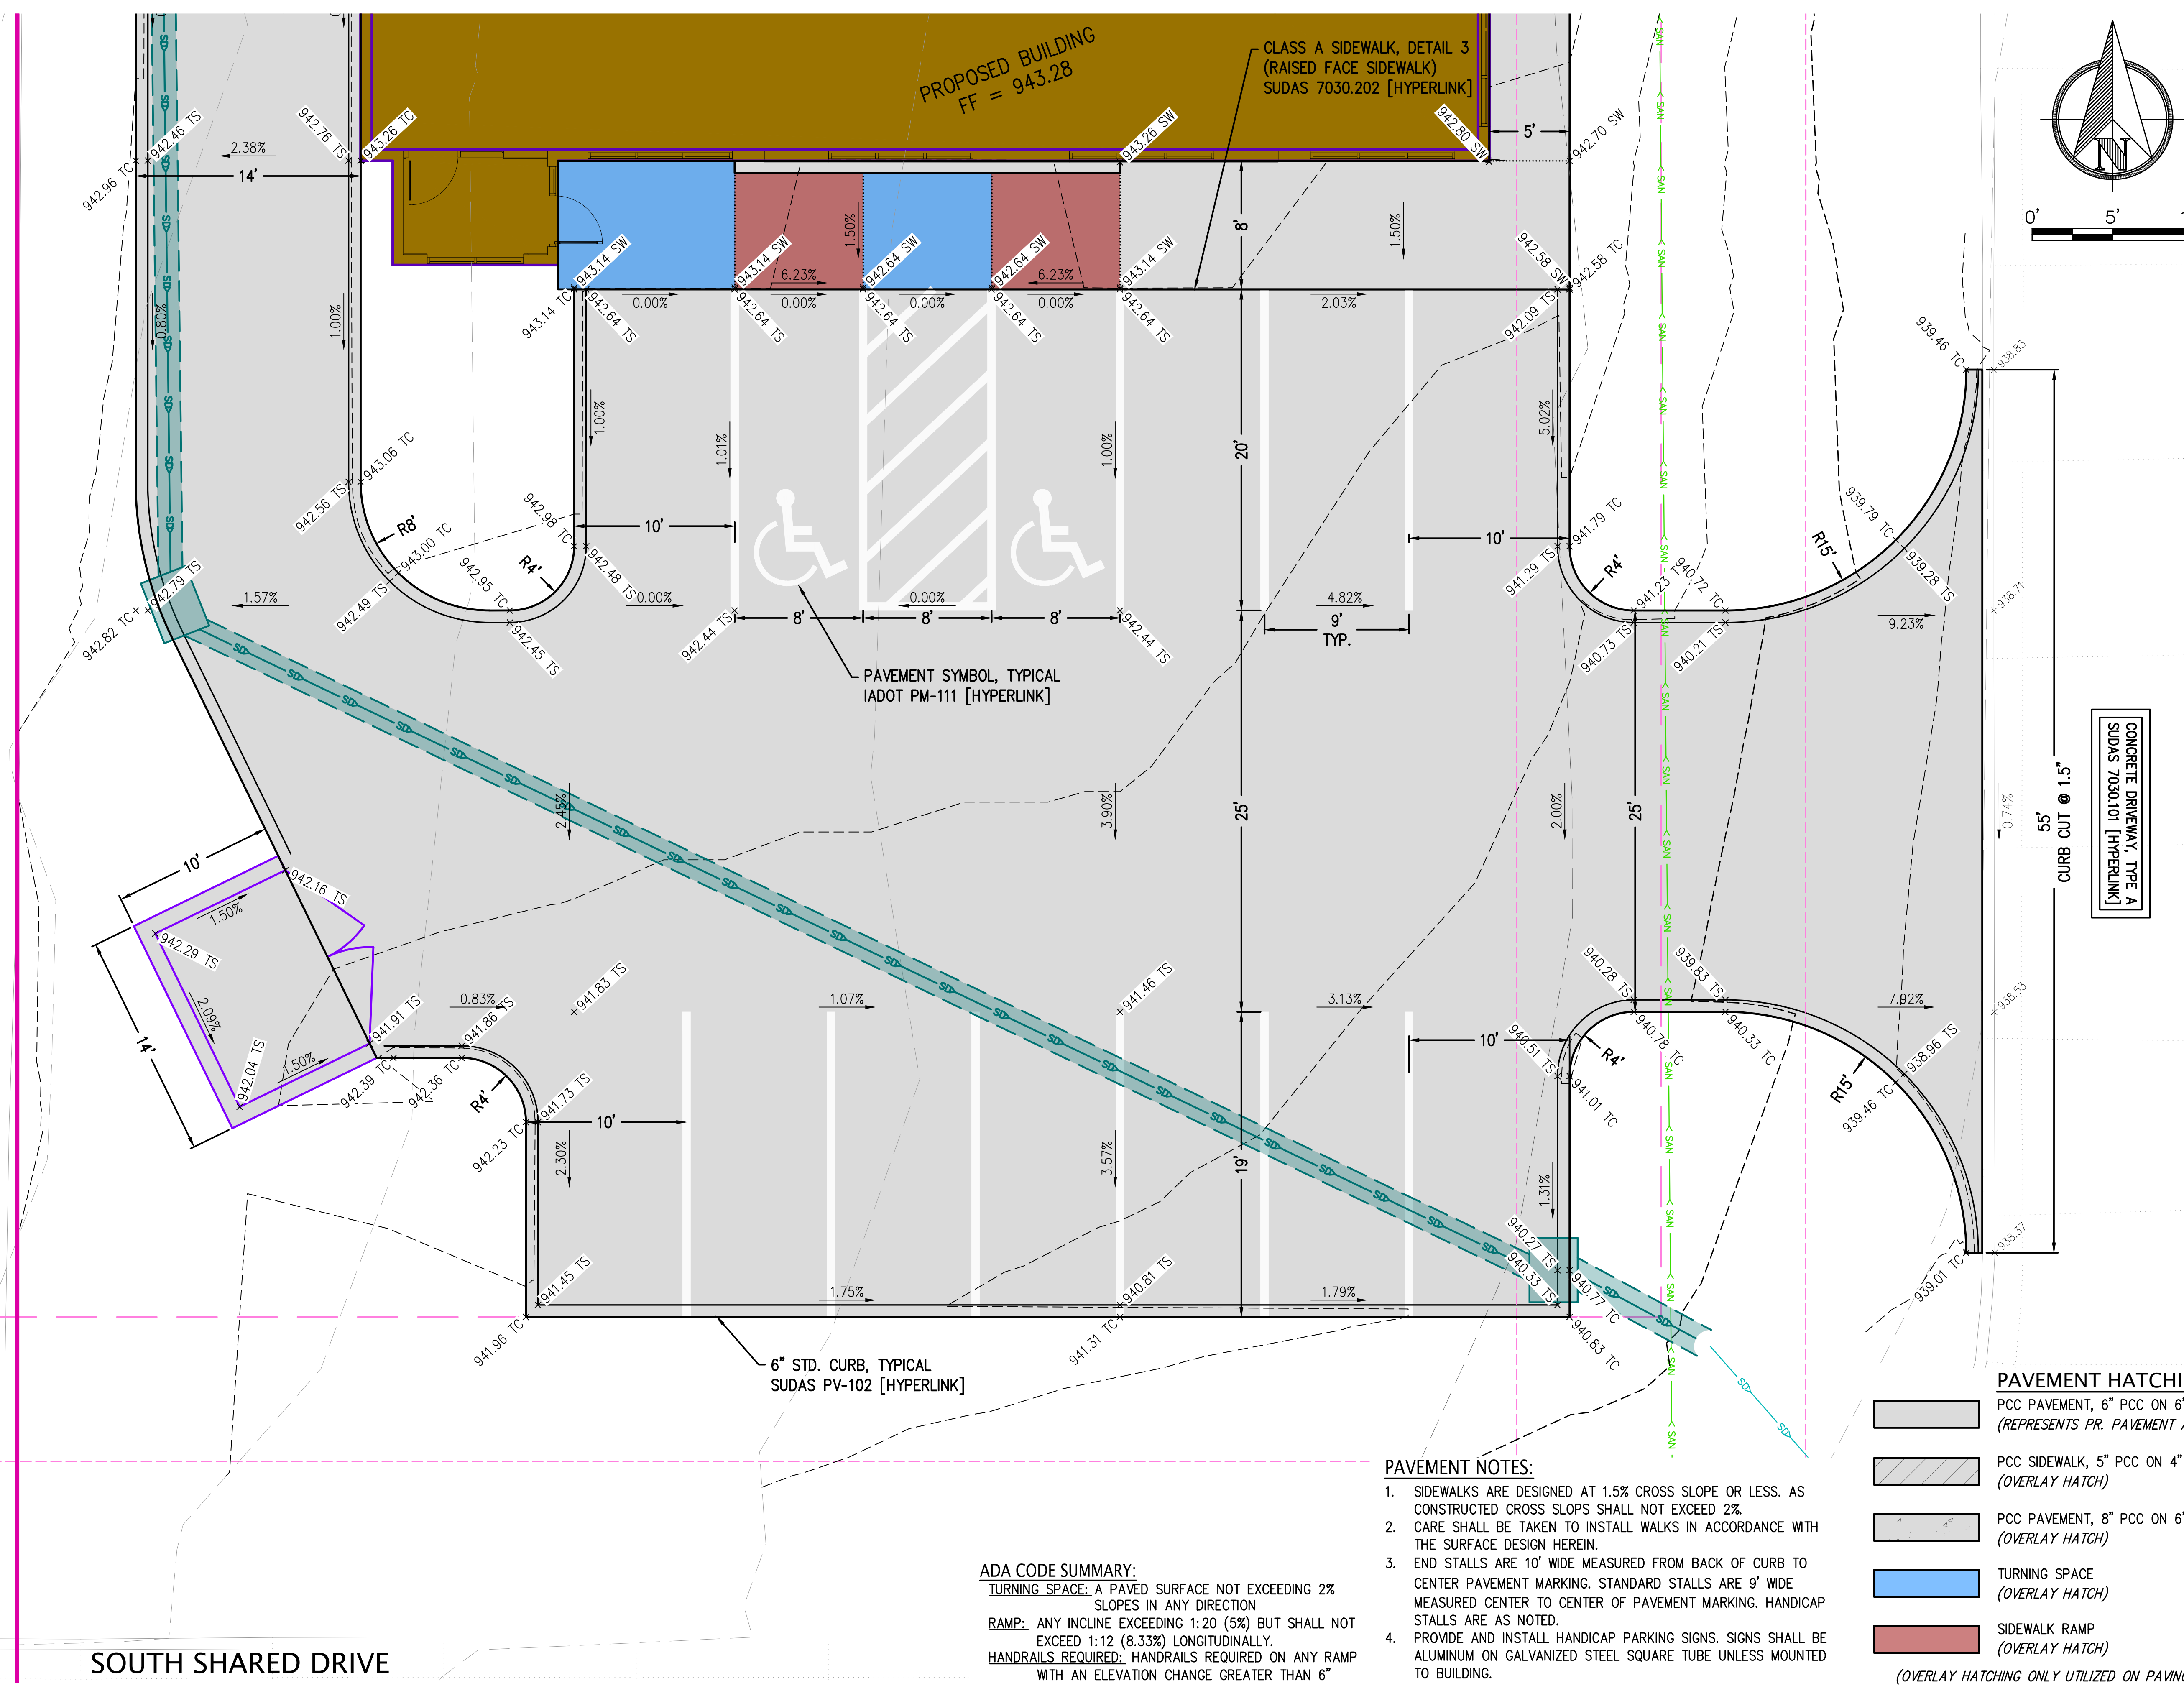 PROPOSED BUILDING
FF = 943.28
CLASS A SIDEWALK, DETAIL 3
(RAISED FACE SIDEWALK)
SUDAS 7030.202 [HYPERLINK]
N
0'
5'
942.96 TC
942.46 TS
2.38%
14'
942.76 TS
943.26 TC
943.26 SW
942.80 SW
5'
942.70 SW
0.80%
1.00%
1.50%
8'
1.50%
943.14 SW
943.14 SW
6.23%
942.64 SW
942.64 SW
6.23%
943.14 SW
942.58 SW
942.58 TC
943.14 TC
942.64 TS
0.00%
942.64 TS
0.00%
942.64 TS
0.00%
942.64 TS
0.00%
942.64 TS
2.03%
942.09 TS
939.46 TC
938.83
1.00%
1.01%
1.00%
20'
5.02%
942.56 TS
943.06 TC
R8'
943.00 TC
942.49 TS
942.95 TC
R4'
942.98 TC
942.48 TS
942.45 TS
10'
10'
941.79 TC
941.29 TS
R4'
941.23 T
940.72 TC
R15'
939.79 TC
939.28 TS
942.82 TC
942.79 TS
1.57%
0.00%
942.44 TS
0.00%
8'
8'
8'
942.44 TS
4.82%
9'
TYP.
940.73 TS
940.21 TS
9.23%
938.71
PAVEMENT SYMBOL, TYPICAL
IADOT PM-111 [HYPERLINK]
2.45%
3.90%
25'
2.00%
25'
0.74%
55'
CURB CUT @ 1.5"
CONCRETE DRIVEWAY, TYPE A
SUDAS 7030.101 [HYPERLINK]
10'
942.16 TS
1.50%
942.29 TS
2.09%
14'
942.04 TS
1.50%
941.91 TS
0.83%
941.86 TS
942.39 TC
942.36 TC
R4'
941.83 TS
1.07%
941.46 TS
3.13%
940.28 TS
939.83 TS
7.92%
938.53
10'
940.51 TS
R4'
940.78 TC
940.33 TC
941.01 TC
R15'
938.96 TS
939.46 TC
941.73 TS
942.23 TC
10'
2.30%
3.57%
19'
1.31%
940.27 TS
940.33 TS
940.77 TC
940.83 TC
939.01 TC
938.37
941.45 TS
1.75%
940.81 TS
1.79%
941.96 TC
941.31 TC
6" STD. CURB, TYPICAL
SUDAS PV-102 [HYPERLINK]
SD
SAN
PAVEMENT HATCHI
PCC PAVEMENT, 6" PCC ON 6"
(REPRESENTS PR. PAVEMENT
PCC SIDEWALK, 5" PCC ON 4"
(OVERLAY HATCH)
PCC PAVEMENT, 8" PCC ON 6"
(OVERLAY HATCH)
TURNING SPACE
(OVERLAY HATCH)
SIDEWALK RAMP
(OVERLAY HATCH)
(OVERLAY HATCHING ONLY UTILIZED ON PAVING
PAVEMENT NOTES:
1. SIDEWALKS ARE DESIGNED AT 1.5% CROSS SLOPE OR LESS. AS
CONSTRUCTED CROSS SLOPS SHALL NOT EXCEED 2%.
2. CARE SHALL BE TAKEN TO INSTALL WALKS IN ACCORDANCE WITH
THE SURFACE DESIGN HEREIN.
3. END STALLS ARE 10' WIDE MEASURED FROM BACK OF CURB TO
CENTER PAVEMENT MARKING. STANDARD STALLS ARE 9' WIDE
MEASURED CENTER TO CENTER OF PAVEMENT MARKING. HANDICAP
STALLS ARE AS NOTED.
4. PROVIDE AND INSTALL HANDICAP PARKING SIGNS. SIGNS SHALL BE
ALUMINUM ON GALVANIZED STEEL SQUARE TUBE UNLESS MOUNTED
TO BUILDING.
ADA CODE SUMMARY:
TURNING SPACE: A PAVED SURFACE NOT EXCEEDING 2%
SLOPES IN ANY DIRECTION
RAMP: ANY INCLINE EXCEEDING 1:20 (5%) BUT SHALL NOT
EXCEED 1:12 (8.33%) LONGITUDINALLY.
HANDRAILS REQUIRED: HANDRAILS REQUIRED ON ANY RAMP
WITH AN ELEVATION CHANGE GREATER THAN 6"
SOUTH SHARED DRIVE